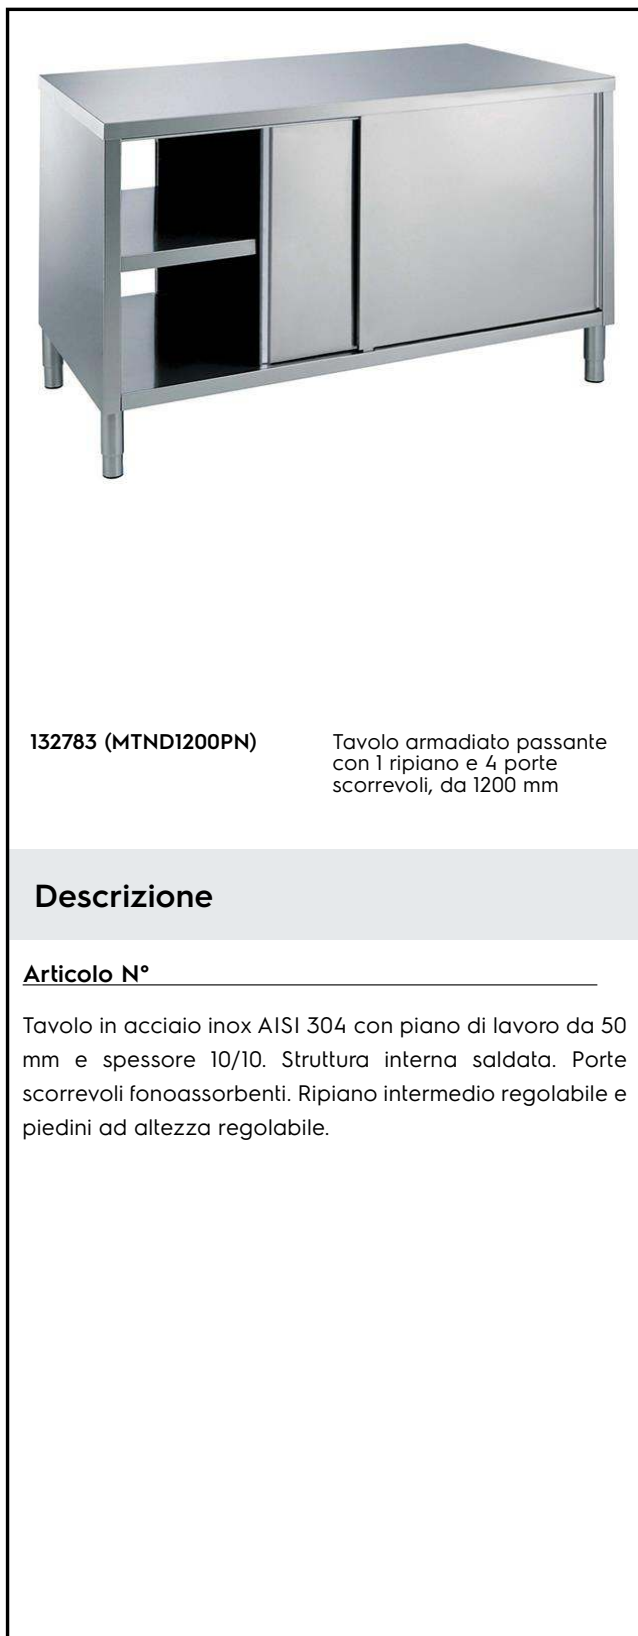 132783 (MTND1200PN)
Tavolo armadiato passante
con 1 ripiano e 4 porte
scorrevoli, da 1200 mm
Descrizione
Articolo N°
Tavolo in acciaio inox AISI 304 con piano di lavoro da 50
mm e spessore 10/10. Struttura interna saldata. Porte
scorrevoli fonoassorbenti. Ripiano intermedio regolabile e
piedini ad altezza regolabile.